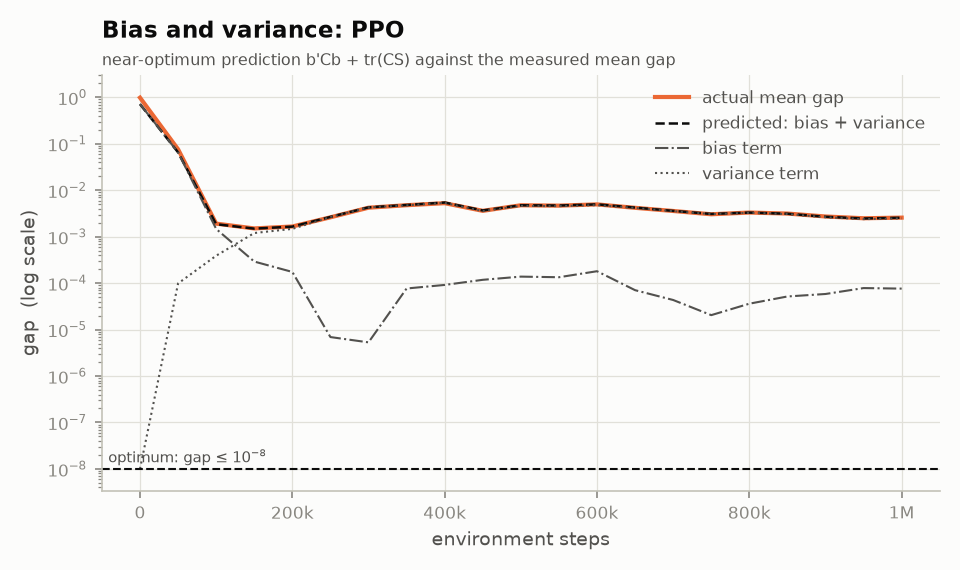 Bias and variance: PPO
near-optimum prediction b'Cb + tr(CS) against the measured mean gap
actual mean gap
predicted: bias + variance
bias term
variance term
gap (log scale)
10⁰
10⁻¹
10⁻²
10⁻³
10⁻⁴
10⁻⁵
10⁻⁶
10⁻⁷
10⁻⁸
optimum: gap ≤ 10⁻⁸
0
200k
400k
600k
800k
1M
environment steps